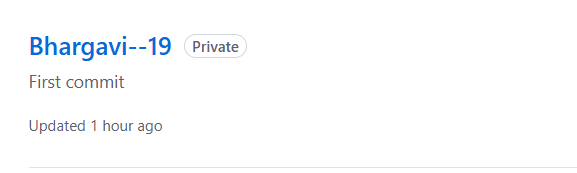 Bhargavi--19 Private
First commit
Updated 1 hour ago